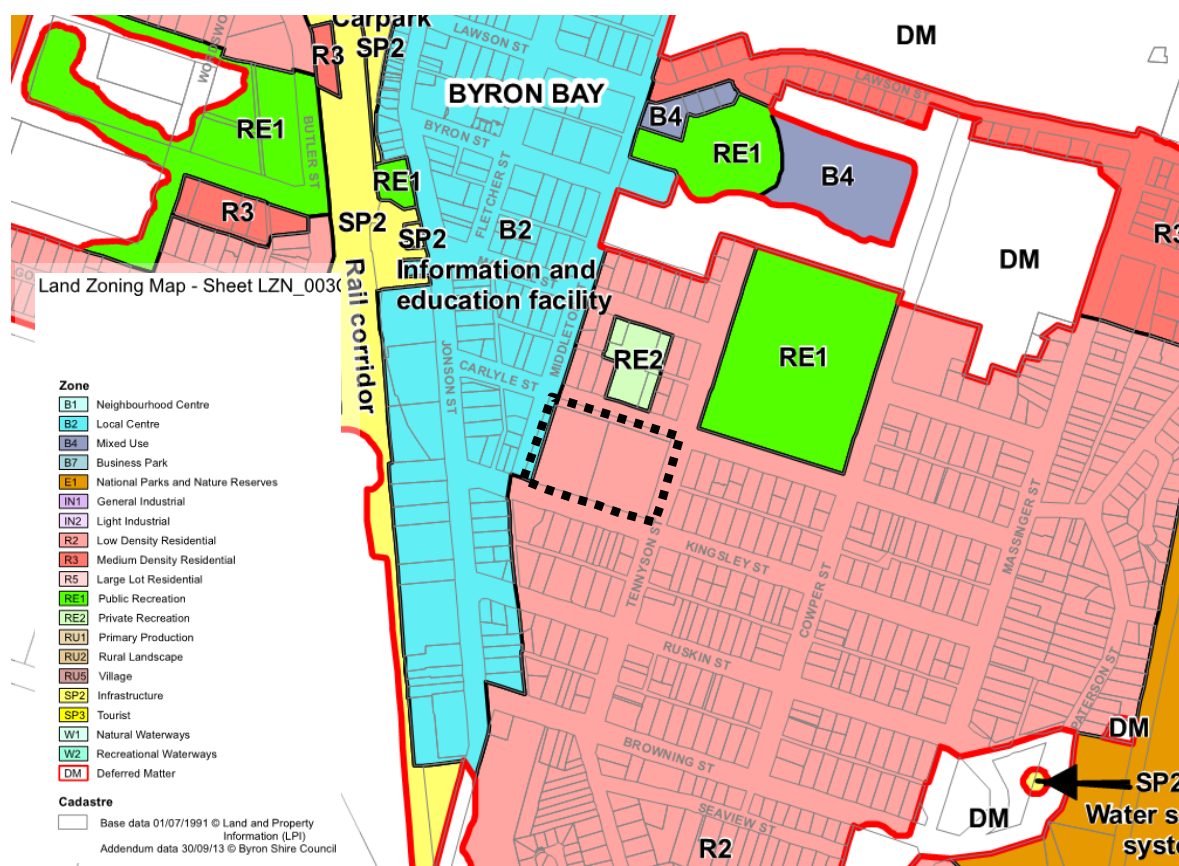 Carpark
SP2
R3
LAWSON ST
DM
WORDSWO
BYRON BAY
LAWSON ST
B4
RE1
BUTLER ST
BYRON ST
RE1
B4
RE1
FLETCHER ST
R3
SP2
SP2
B2
R3
DM
Information and
education facility
Land Zoning Map - Sheet LZN_003
Rail corridor
MIDDLETON
JONSON ST
CARLYLE ST
RE2
RE1
Zone
B1 Neighbourhood Centre
B2 Local Centre
B4 Mixed Use
B7 Business Park
E1 National Parks and Nature Reserves
IN1 General Industrial
IN2 Light Industrial
R2 Low Density Residential
R3 Medium Density Residential
R5 Large Lot Residential
RE1 Public Recreation
RE2 Private Recreation
RU1 Primary Production
RU2 Rural Landscape
RU5 Village
SP2 Infrastructure
SP3 Tourist
W1 Natural Waterways
W2 Recreational Waterways
DM Deferred Matter
Cadastre
Base data 01/07/1991 © Land and Property
Information (LPI)
Addendum data 30/09/13 © Byron Shire Council
TENNYSON ST
KINGSLEY ST
COWPER ST
MASSINGER ST
RUSKIN ST
PATERSON ST
BROWNING ST
DM
SP2
SEAVIEW ST
DM
Water s
syste
R2